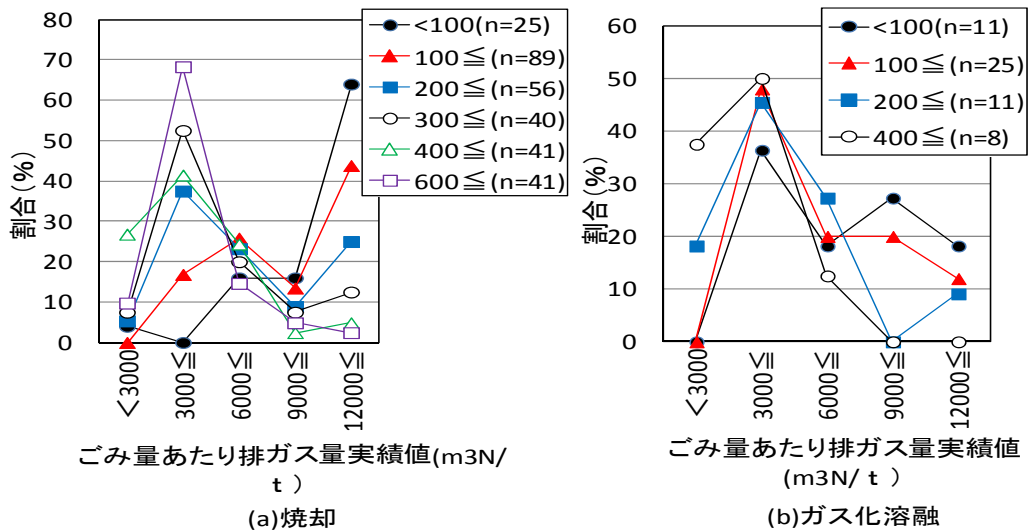 80
70
60
50
40
30
20
10
0
割合(%)
<100(n=25)
100≦(n=89)
200≦(n=56)
300≦(n=40)
400≦(n=41)
600≦(n=41)
<3000
3000≦
6000≦
9000≦
12000≦
ごみ量あたり排ガス量実績値(m3N/
t )
(a)焼却
60
50
40
30
20
10
0
割合(%)
<100(n=11)
100≦(n=25)
200≦(n=11)
400≦(n=8)
<3000
3000≦
6000≦
9000≦
12000≦
ごみ量あたり排ガス量実績値
(m3N/ t )
(b)ガス化溶融